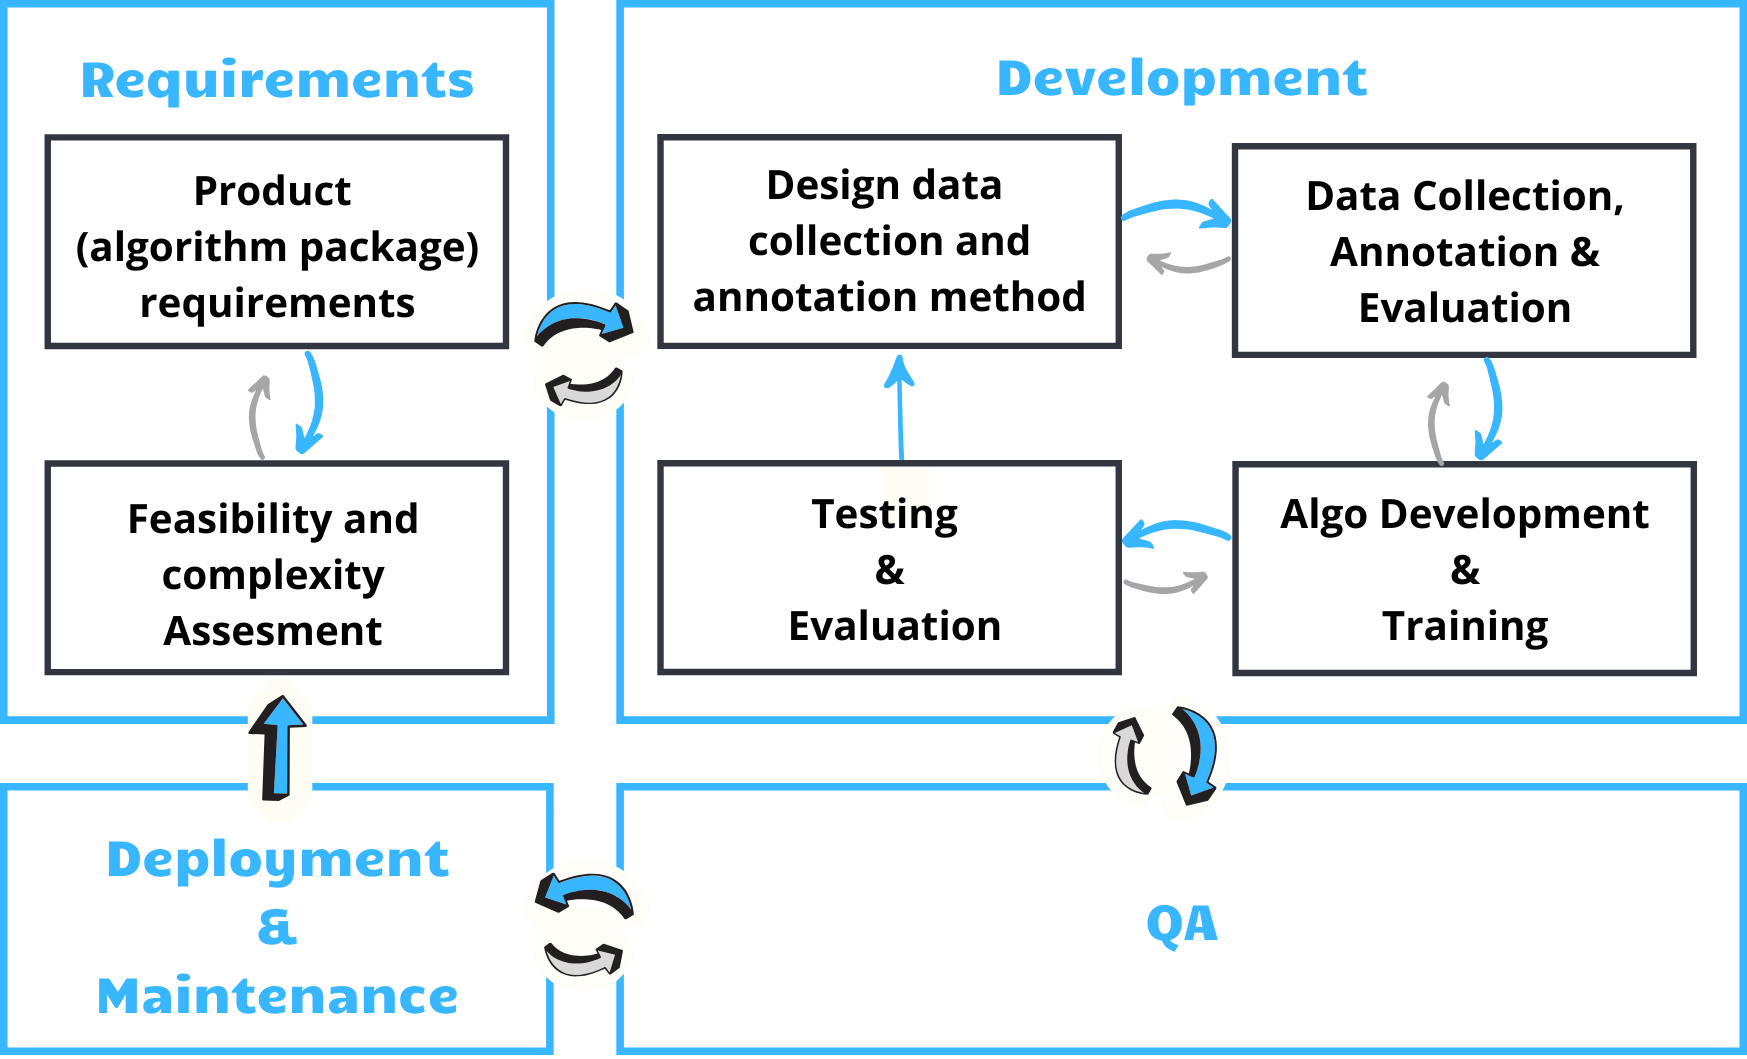 Requirements
Product
(algorithm package)
requirements
Feasibility and
complexity
Assesment
Development
Design data
collection and
annotation method
Data Collection,
Annotation &
Evaluation
Testing
&
Evaluation
Algo Development
&
Training
Deployment
&
Maintenance
QA